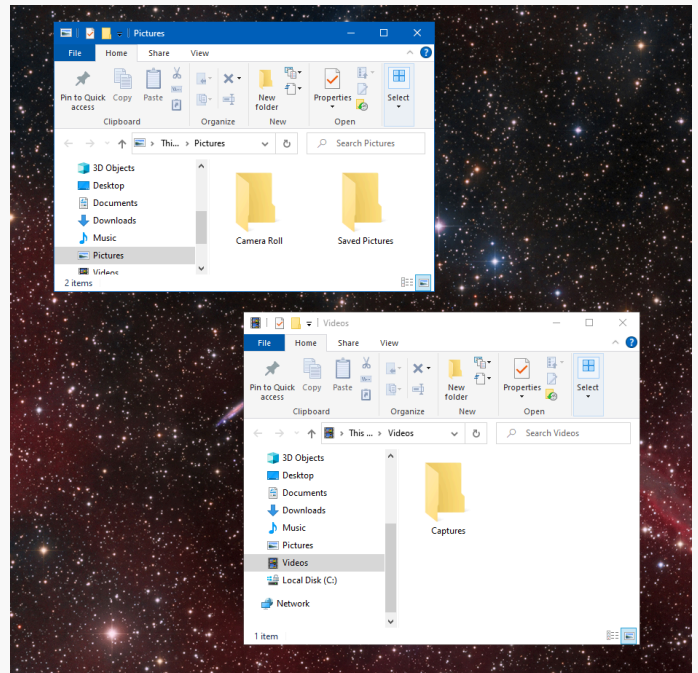 Pictures
File Home Share View
Pin to Quick access Copy Paste
New folder
Properties
Select
Clipboard Organize New Open
Thi... Pictures Search Pictures
3D Objects
Desktop
Documents
Downloads
Music
Pictures
Videos
Camera Roll Saved Pictures
2 items
Videos
File Home Share View
Pin to Quick access Copy Paste
New folder
Properties
Select
Clipboard Organize New Open
This ... Videos Search Videos
3D Objects
Desktop
Documents
Downloads
Music
Pictures
Videos
Local Disk (C:)
Network
Captures
1 item